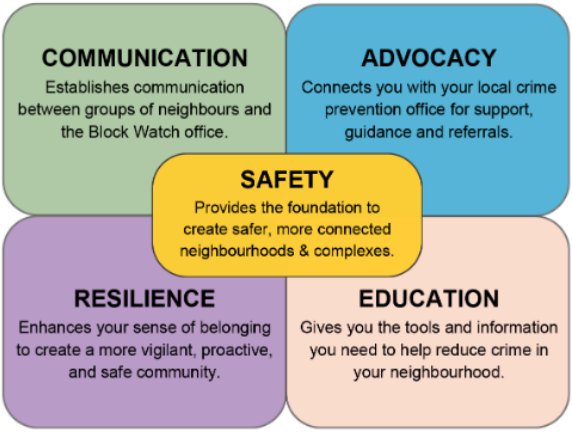 COMMUNICATION
Establishes communication
between groups of neighbours and
the Block Watch office.
ADVOCACY
Connects you with your local crime
prevention office for support,
guidance and referrals.
SAFETY
Provides the foundation to
create safer, more connected
neighbourhoods & complexes.
RESILIENCE
Enhances your sense of belonging
to create a more vigilant, proactive,
and safe community.
EDUCATION
Gives you the tools and information
you need to help reduce crime in
your neighbourhood.